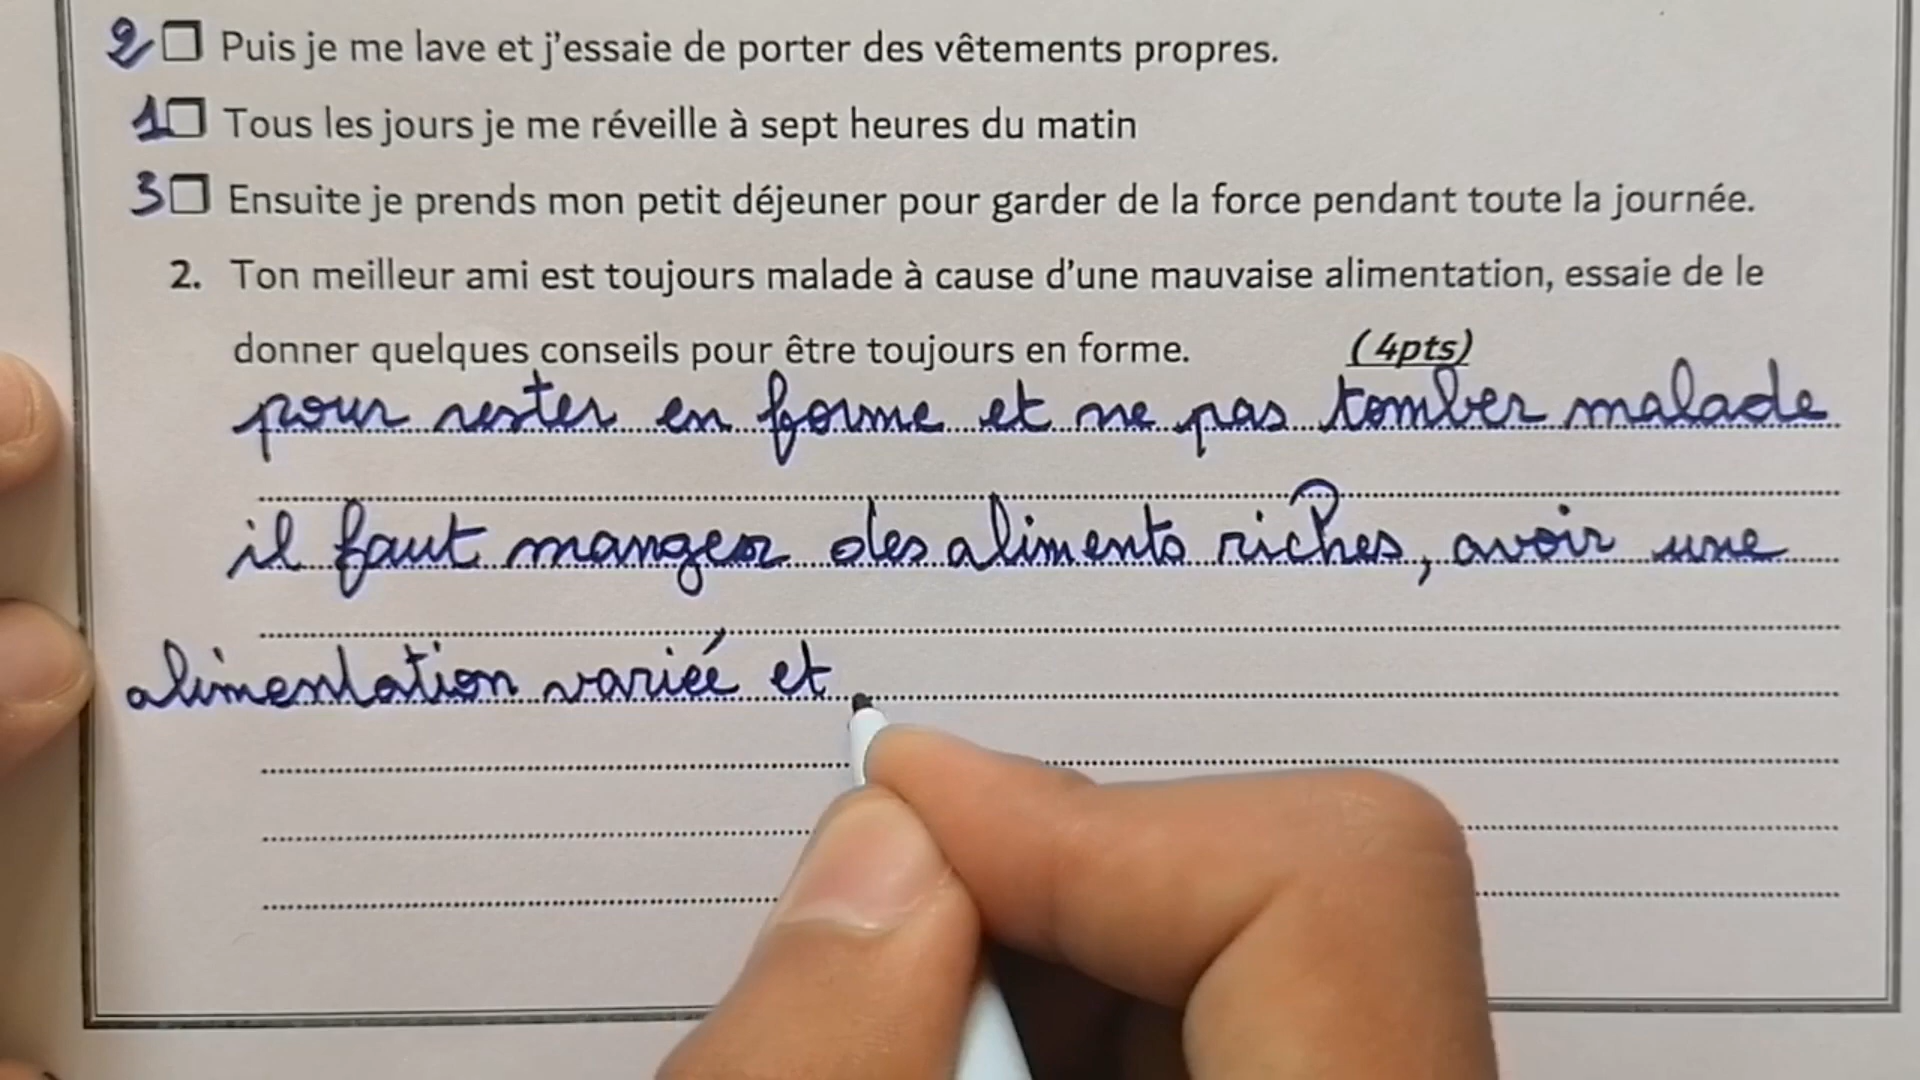 2 ☐ Puis je me lave et j'essaie de porter des vêtements propres.
1 ☐ Tous les jours je me réveille à sept heures du matin
3 ☐ Ensuite je prends mon petit déjeuner pour garder de la force pendant toute la journée.
2. Ton meilleur ami est toujours malade à cause d'une mauvaise alimentation, essaie de le
donner quelques conseils pour être toujours en forme. (4pts)
pour rester en forme et ne pas tomber malade
il faut manger des aliments riches, avoir une
alimentation varieé et